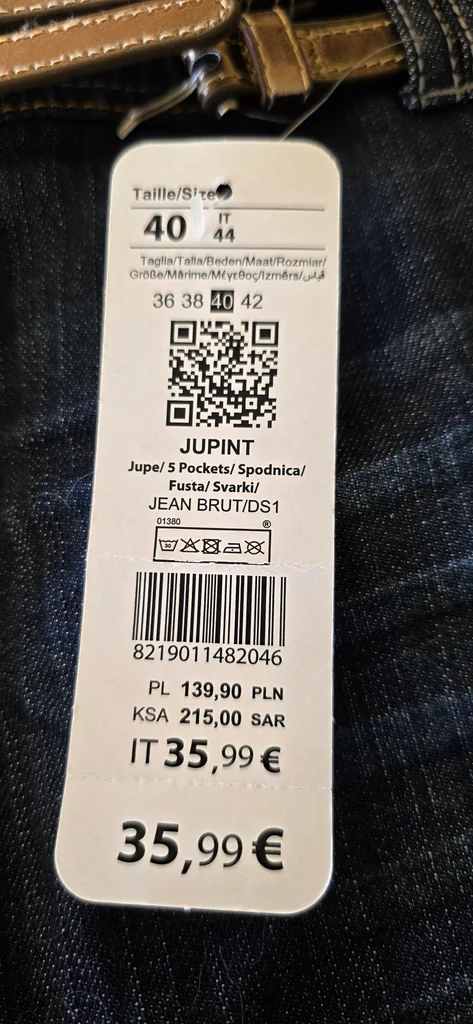 Taille/Size
40 IT 44
Taglia/Talla/Beden/Maat/Rozmiar/
Größe/Mărime/Μέγεθος/Izmērs/قياس
36 38 40 42
JUPINT
Jupe/ 5 Pockets/ Spodnica/
Fusta/ Svarki/
JEAN BRUT/DS1
01380 ®
30
8219011482046
PL 139,90 PLN
KSA 215,00 SAR
IT 35,99 €
35,99 €